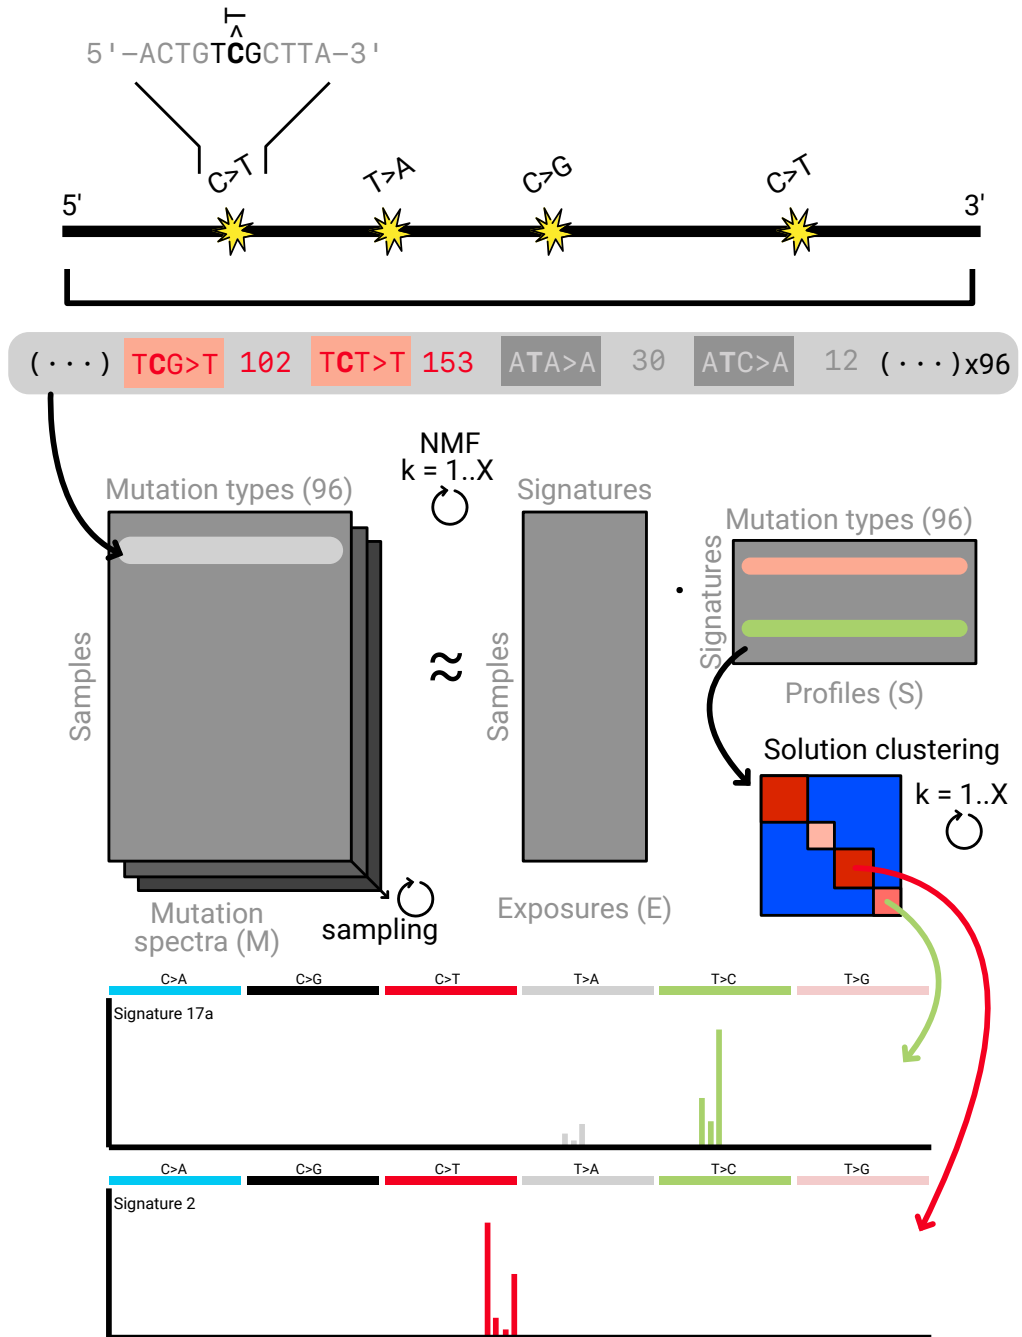 >T
5'-ACTGTCGCTTA-3'
C>T T>A C>G C>T
5' 3'
(···) TCG>T 102 TCT>T 153 ATA>A 30 ATC>A 12 (···)x96
NMF
k = 1..X
Mutation types (96)
Signatures
Mutation types (96)
Samples
≈
Samples
·
Signatures
Profiles (S)
Solution clustering
k = 1..X
Mutation
spectra (M)
sampling
Exposures (E)
C>A C>G C>T T>A T>C T>G
Signature 17a
C>A C>G C>T T>A T>C T>G
Signature 2